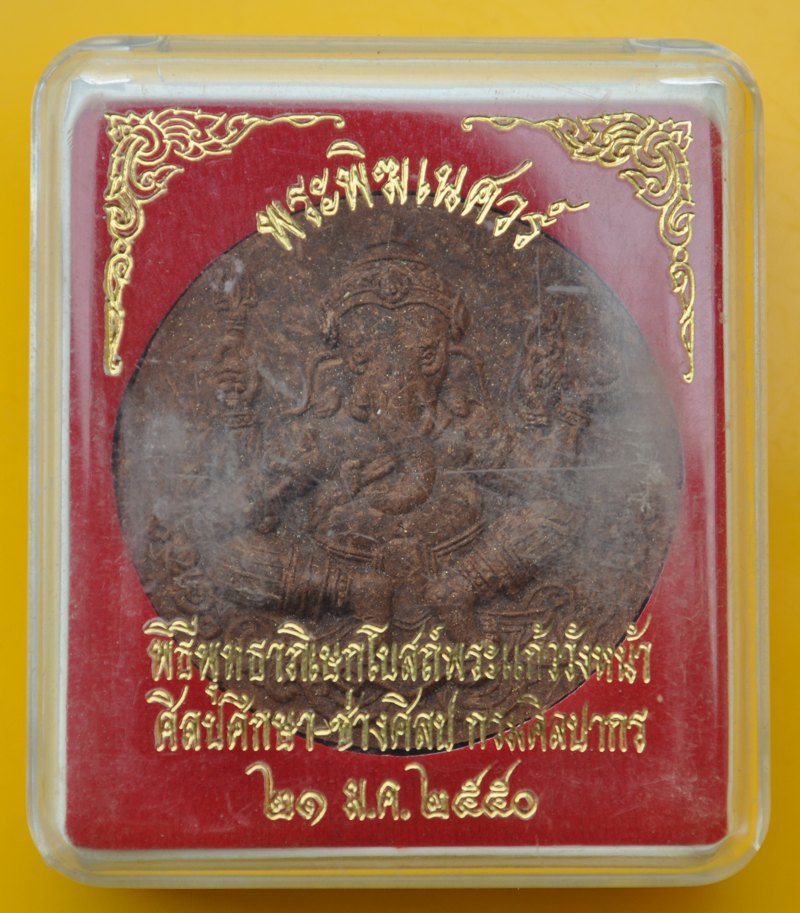 พระพิฆเนศวร์
พิธีพุทธาภิเษกโบสถ์พระแก้ววังหน้า
ศิลป์ศึกษา-ช่างศิลป กรมศิลปากร
๒๑ ม.ค. ๒๕๕๐